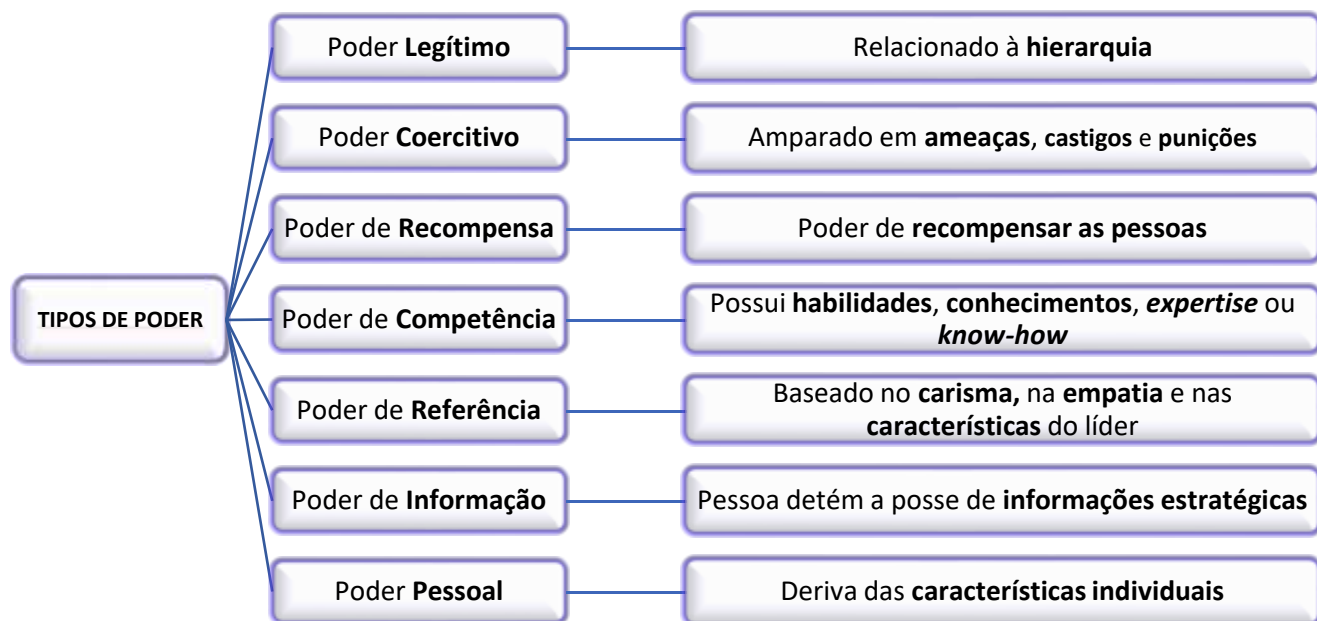 Poder Legítimo
Relacionado à hierarquia
Poder Coercitivo
Amparado em ameaças, castigos e punições
Poder de Recompensa
Poder de recompensar as pessoas
TIPOS DE PODER
Poder de Competência
Possui habilidades, conhecimentos, expertise ou
know-how
Poder de Referência
Baseado no carisma, na empatia e nas
características do líder
Poder de Informação
Pessoa detém a posse de informações estratégicas
Poder Pessoal
Deriva das características individuais